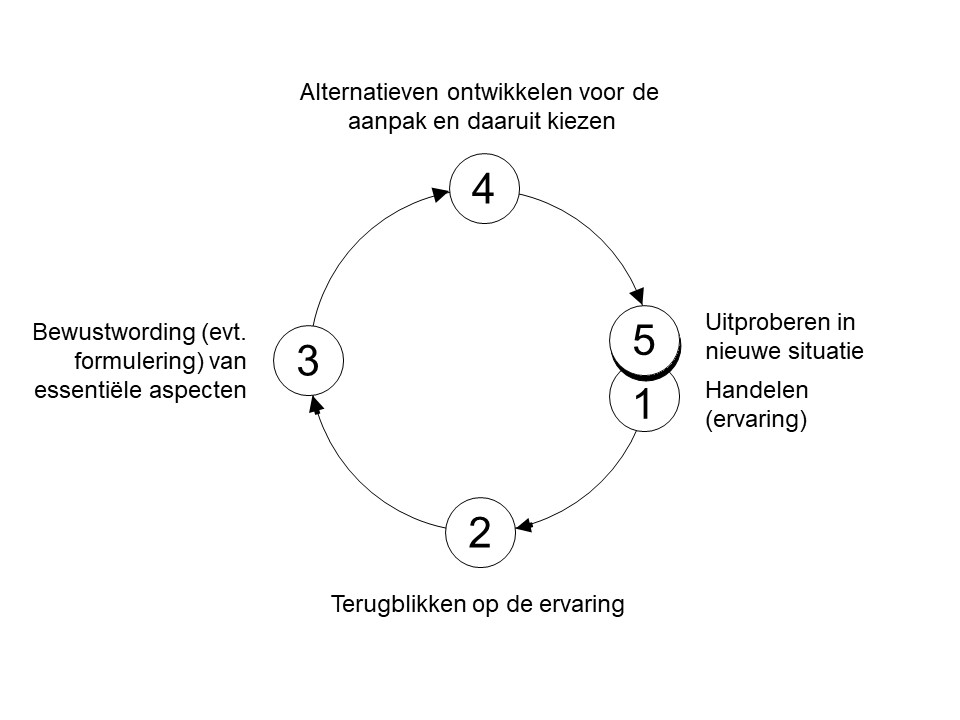 Alternatieven ontwikkelen voor de
aanpak en daaruit kiezen
4
Bewustwording (evt.
formulering) van
essentiële aspecten
3
5
Uitproberen in
nieuwe situatie
1
Handelen
(ervaring)
2
Terugblikken op de ervaring